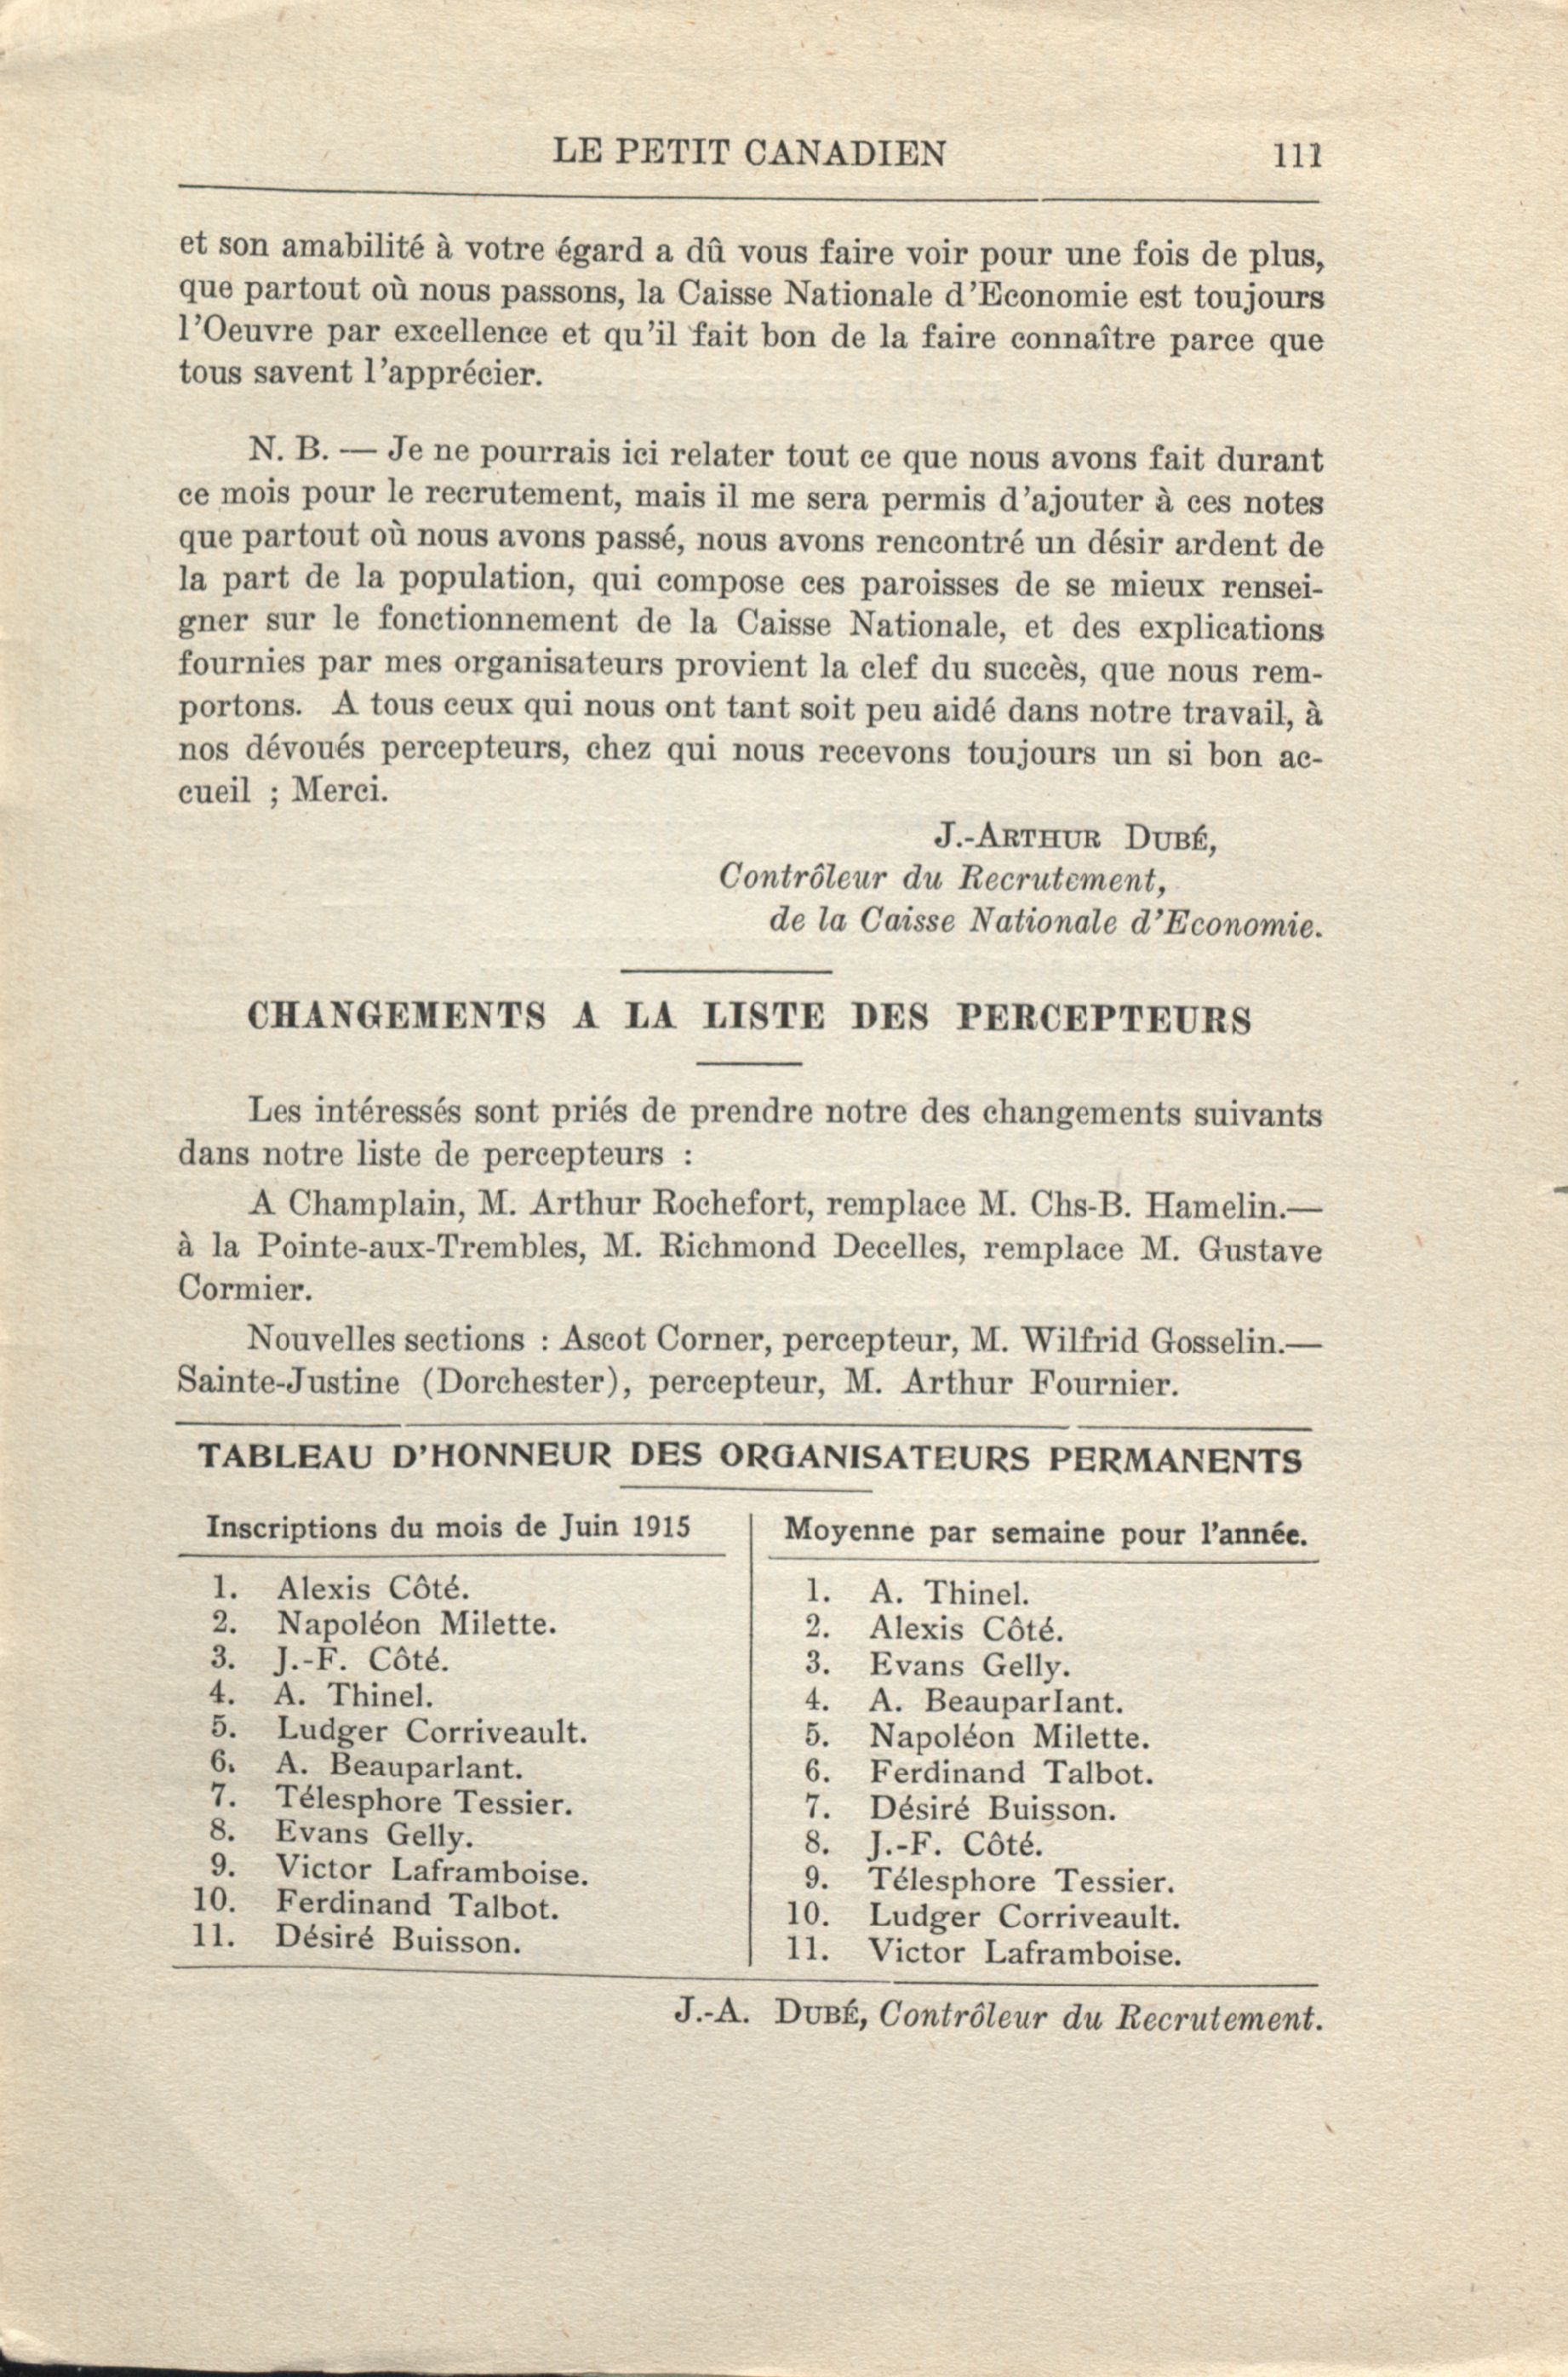 LE PETIT CANADIEN 111
et son amabilité à votre égard a dû vous faire voir pour une fois de plus,
que partout où nous passons, la Caisse Nationale d'Economie est toujours
l'Oeuvre par excellence et qu'il fait bon de la faire connaître parce que
tous savent l'apprécier.
N. B. — Je ne pourrais ici relater tout ce que nous avons fait durant
ce mois pour le recrutement, mais il me sera permis d'ajouter à ces notes
que partout où nous avons passé, nous avons rencontré un désir ardent de
la part de la population, qui compose ces paroisses de se mieux rensei-
gner sur le fonctionnement de la Caisse Nationale, et des explications
fournies par mes organisateurs provient la clef du succès, que nous rem-
portons. A tous ceux qui nous ont tant soit peu aidé dans notre travail, à
nos dévoués percepteurs, chez qui nous recevons toujours un si bon ac-
cueil ; Merci.
J.-ARTHUR DUBÉ,
Contrôleur du Recrutement,
de la Caisse Nationale d'Economie.
CHANGEMENTS A LA LISTE DES PERCEPTEURS
Les intéressés sont priés de prendre notre des changements suivants
dans notre liste de percepteurs :
A Champlain, M. Arthur Rochefort, remplace M. Chs-B. Hamelin.—
à la Pointe-aux-Trembles, M. Richmond Decelles, remplace M. Gustave
Cormier.
Nouvelles sections : Ascot Corner, percepteur, M. Wilfrid Gosselin.—
Sainte-Justine (Dorchester), percepteur, M. Arthur Fournier.
TABLEAU D'HONNEUR DES ORGANISATEURS PERMANENTS
Inscriptions du mois de Juin 1915
1. Alexis Côté.
2. Napoléon Milette.
3. J.-F. Côté.
4. A. Thinel.
5. Ludger Corriveault.
6. A. Beauparlant.
7. Télesphore Tessier.
8. Evans Gelly.
9. Victor Laframboise.
10. Ferdinand Talbot.
11. Désiré Buisson.
Moyenne par semaine pour l'année.
1. A. Thinel.
2. Alexis Côté.
3. Evans Gelly.
4. A. Beauparlant.
5. Napoléon Milette.
6. Ferdinand Talbot.
7. Désiré Buisson.
8. J.-F. Côté.
9. Télesphore Tessier.
10. Ludger Corriveault.
11. Victor Laframboise.
J.-A. DUBÉ, Contrôleur du Recrutement.